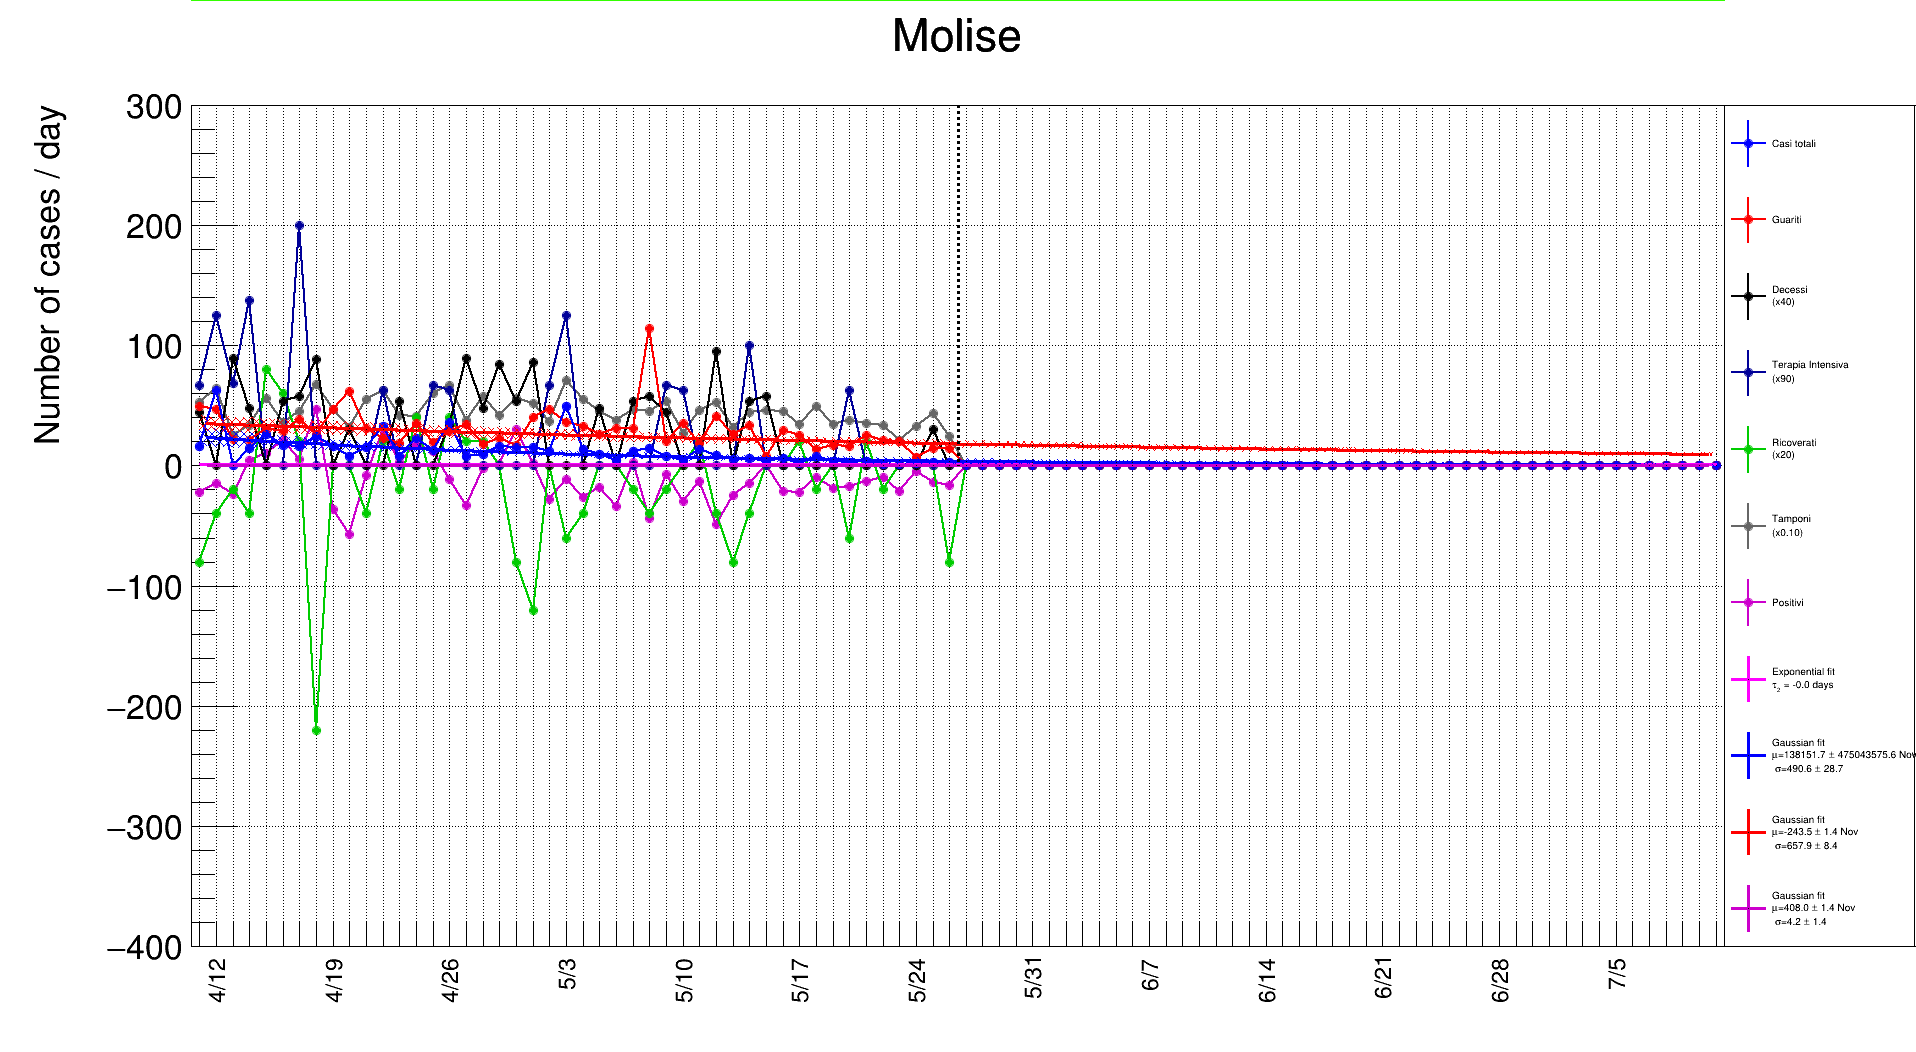 Molise
Number of cases / day
300
200
100
0
−100
−200
−300
−400
4/12
4/19
4/26
5/3
5/10
5/17
5/24
5/31
6/7
6/14
6/21
6/28
7/5
Casi totali
Guariti
Decessi
(x40)
Terapia Intensiva
(x90)
Ricoverati
(x20)
Tamponi
(x0.10)
Positivi
Exponential fit
τ2 = -0.0 days
Gaussian fit
μ=138151.7 ± 475043575.6 Nov
σ=490.6 ± 28.7
Gaussian fit
μ=-243.5 ± 1.4 Nov
σ=657.9 ± 8.4
Gaussian fit
μ=408.0 ± 1.4 Nov
σ=4.2 ± 1.4